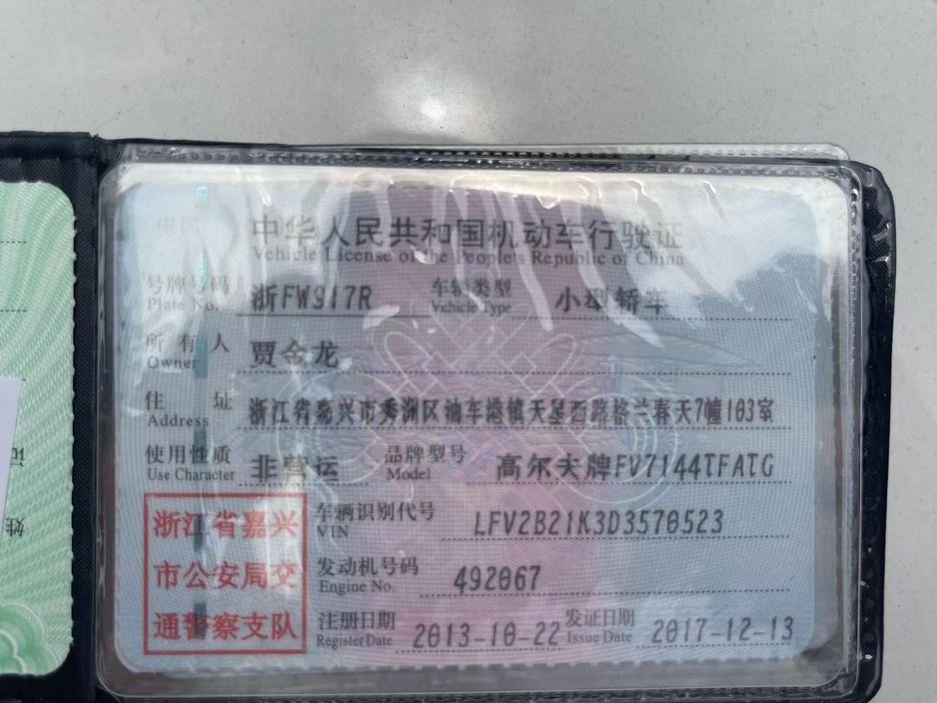 中华人民共和国机动车行驶证
Vehicle License of the People's Republic of China
号牌号码 浙FW917R 车辆类型 小型轿车
Plate No. Vehicle Type
所有人 贾金龙
Owner
住址 浙江省嘉兴市秀洲区油车港镇天星西路格兰春天7幢103室
Address
使用性质 非营运 品牌型号 高尔夫牌FV7144TFATG
Use Character Model
浙江省嘉兴
市公安局交
通警察支队
车辆识别代号 LFV2B21K3D3570523
VIN
发动机号码 492067
Engine No.
注册日期 2013-10-22 发证日期 2017-12-13
Register Date Issue Date
姓